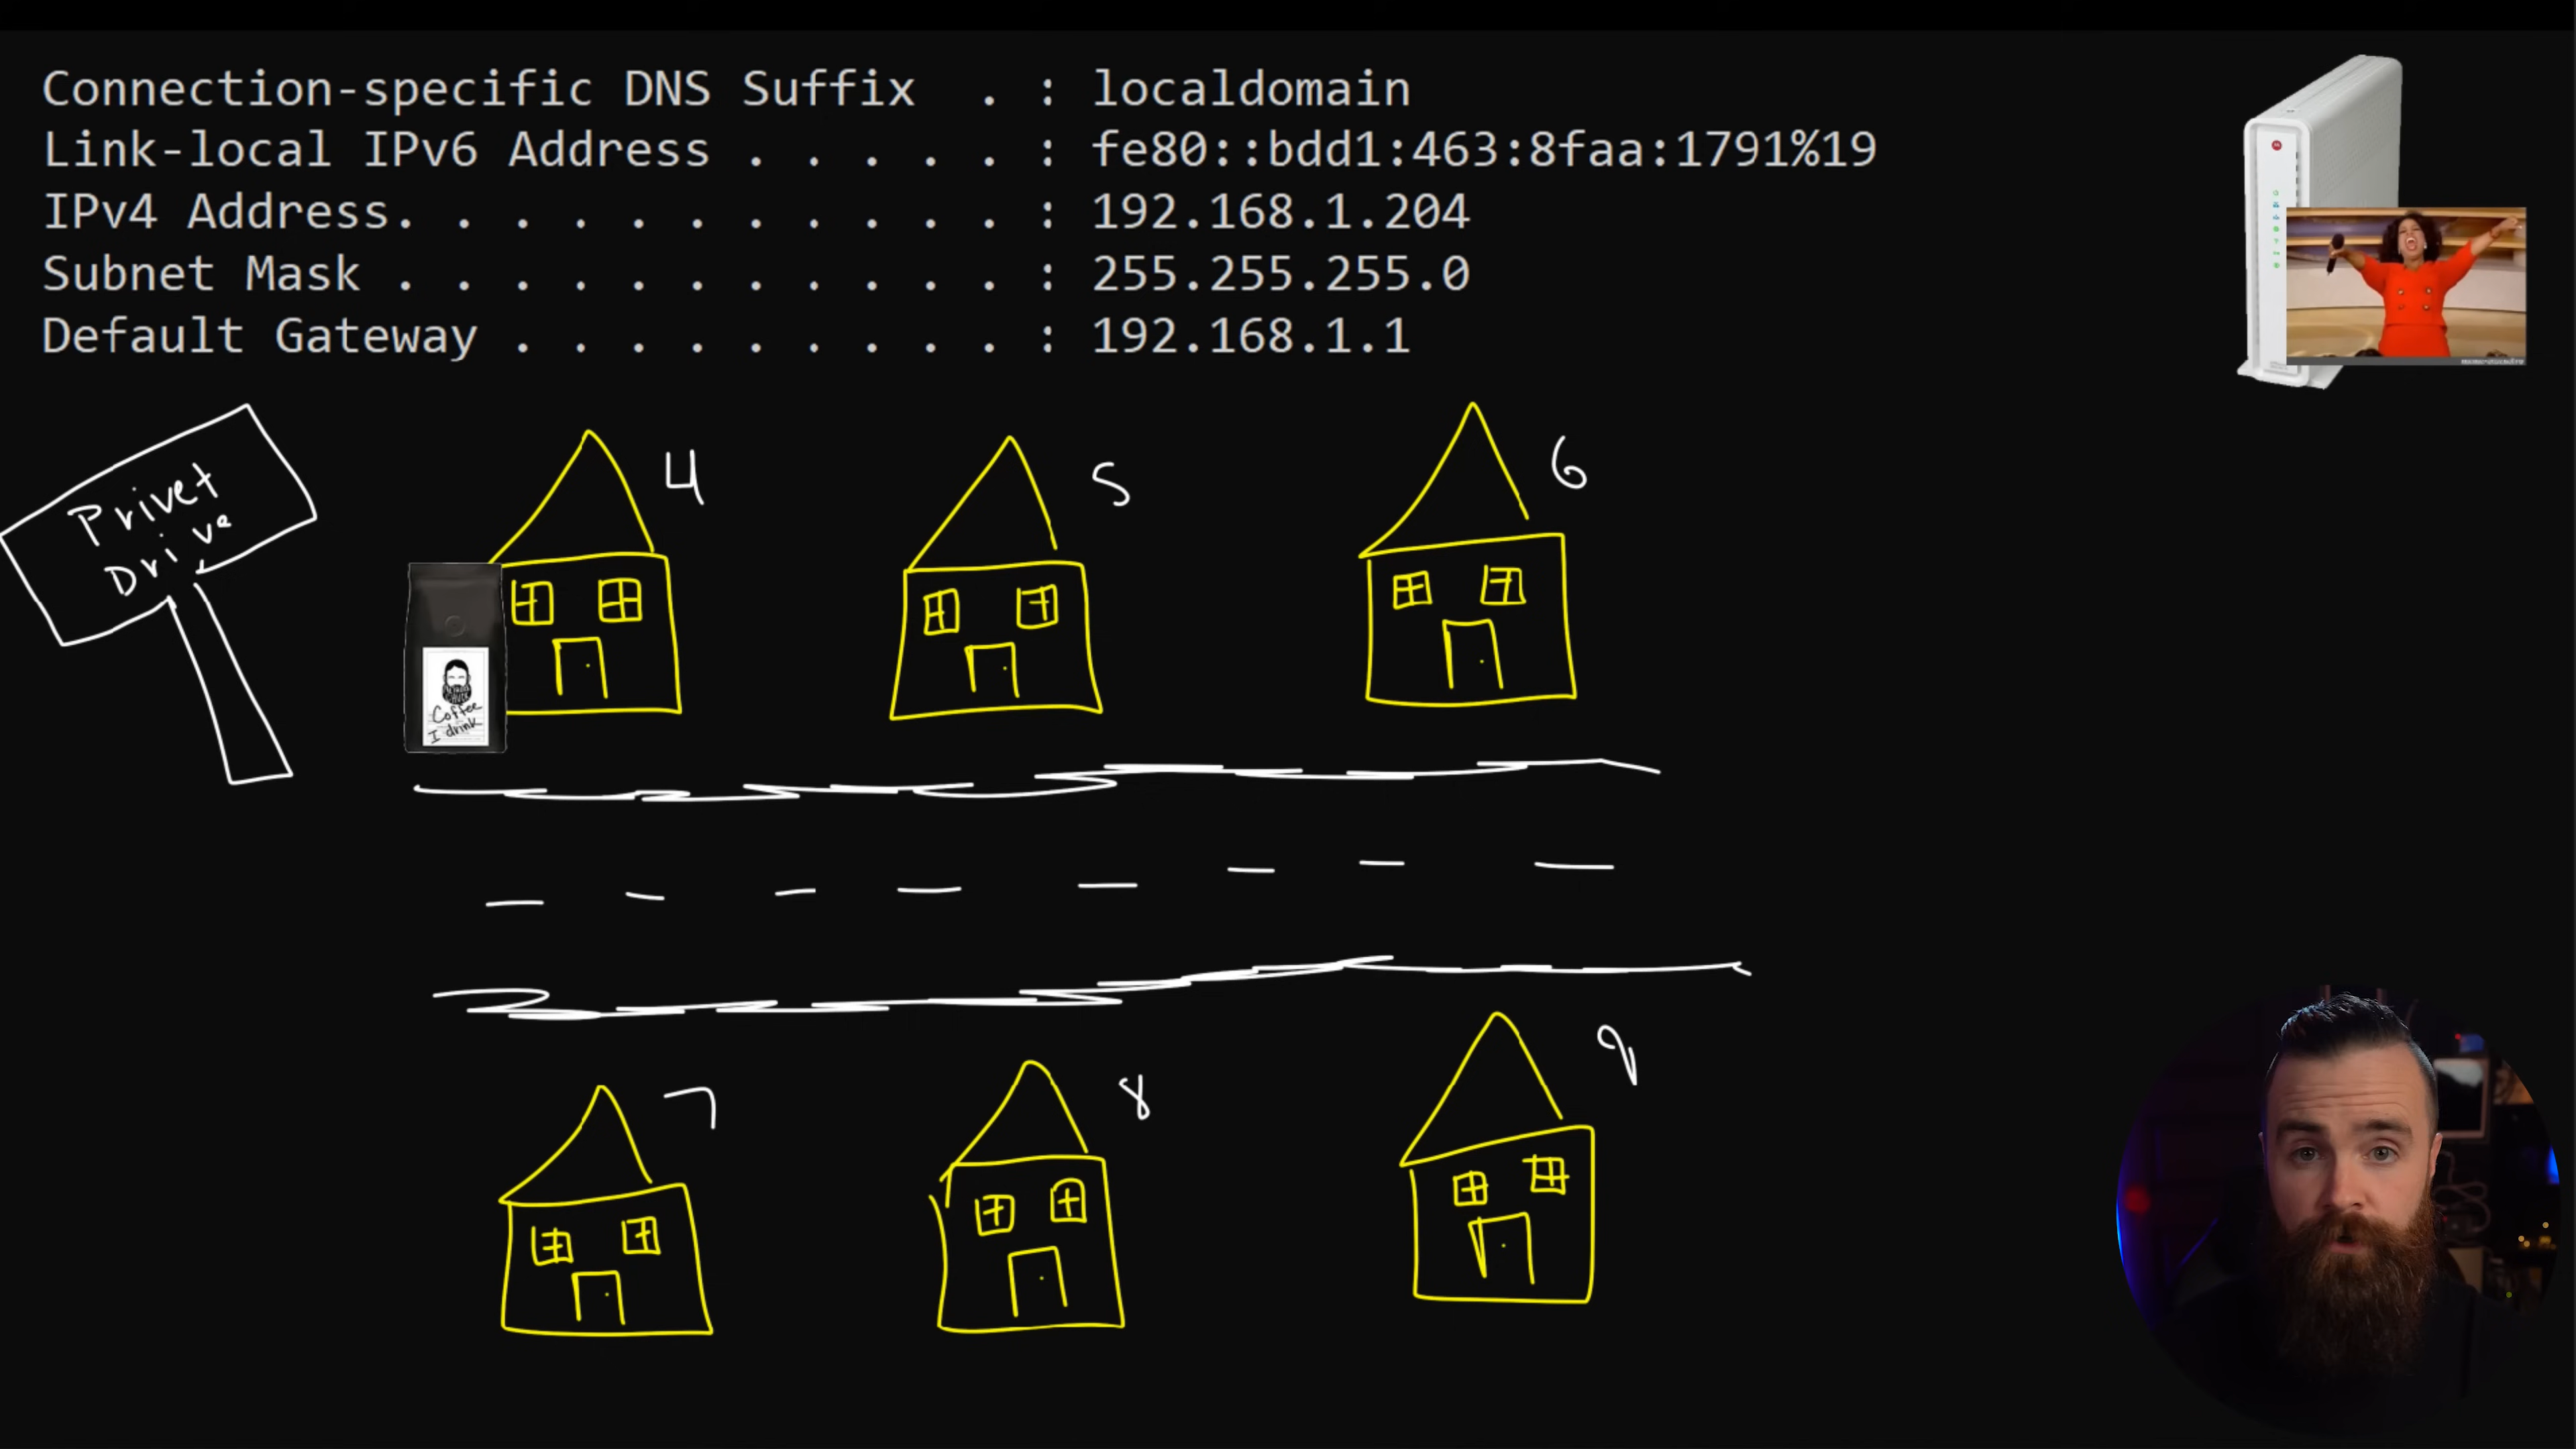 Connection-specific DNS Suffix . : localdomain
Link-local IPv6 Address . . . . . : fe80::bdd1:463:8faa:1791%19
IPv4 Address. . . . . . . . . . . : 192.168.1.204
Subnet Mask . . . . . . . . . . . : 255.255.255.0
Default Gateway . . . . . . . . . : 192.168.1.1
Privet
Drive
4
5
6
Coffee
I drink
7
8
9